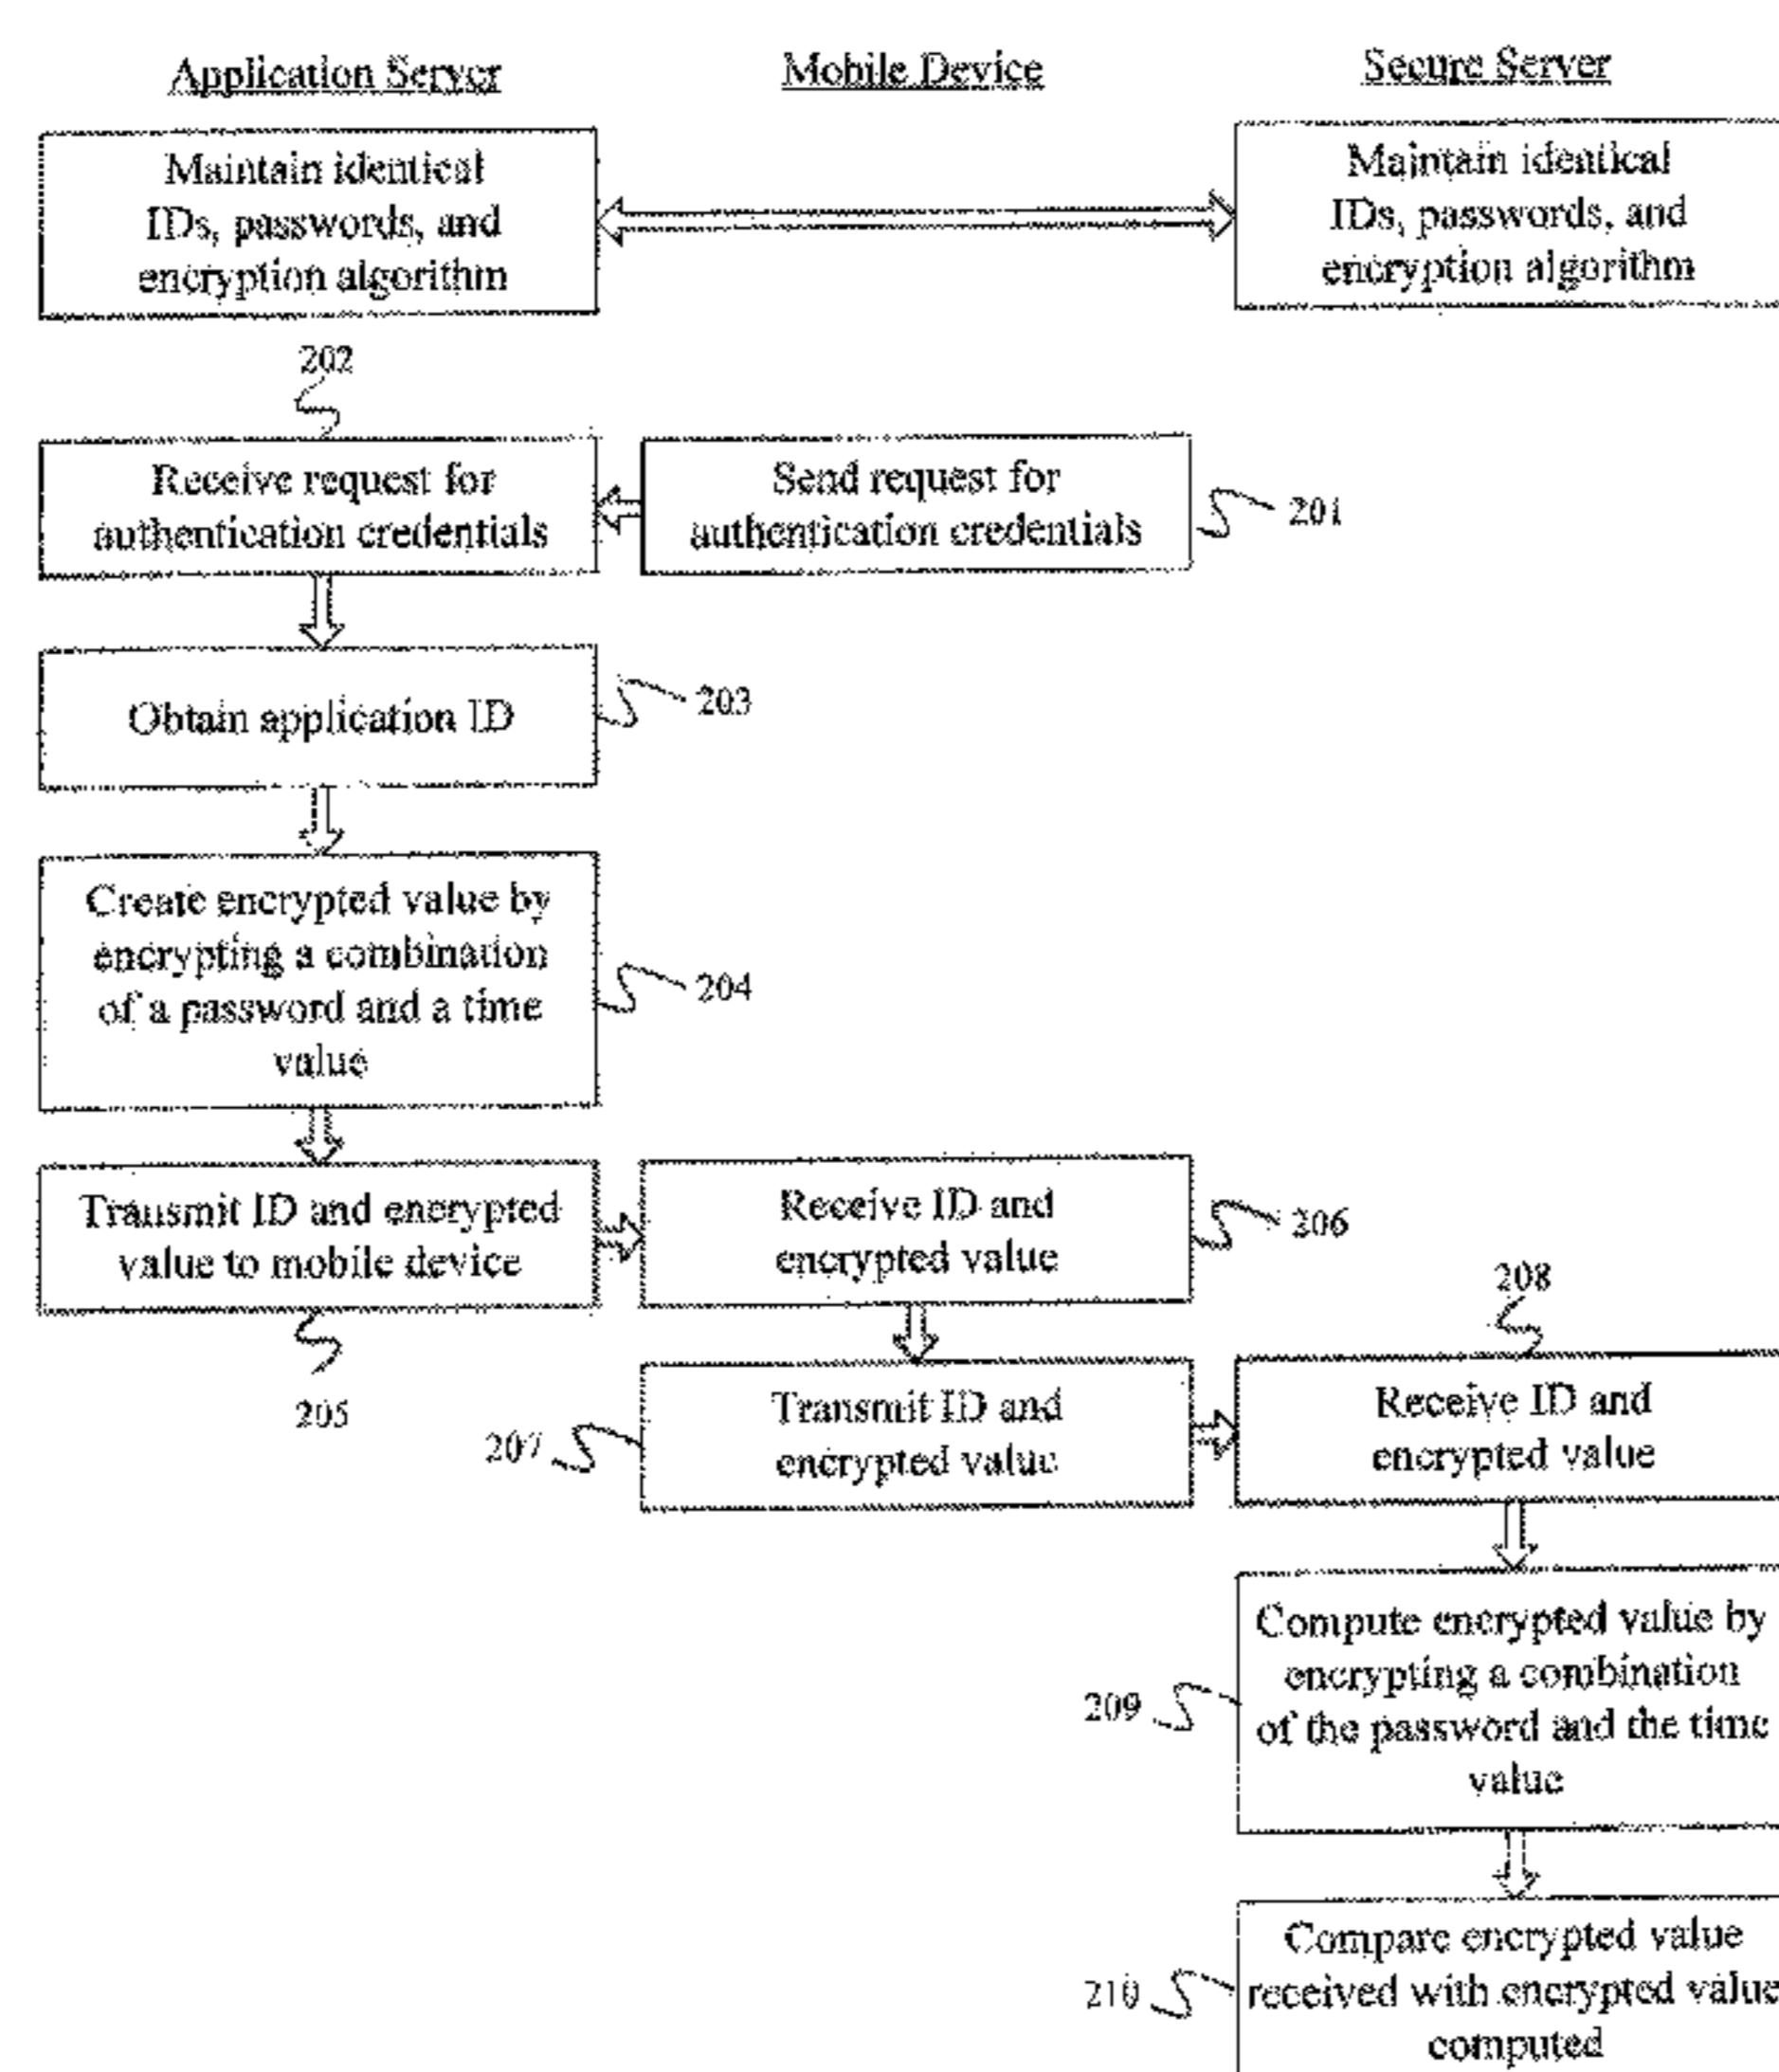 Application Server
Mobile Device
Secure Server
Maintain identical
IDs, passwords, and
encryption algorithm
Maintain identical
IDs, passwords, and
encryption algorithm
202
Receive request for
authentication credentials
Send request for
authentication credentials
201
Obtain application ID
203
Create encrypted value by
encrypting a combination
of a password and a time
value
204
Transmit ID and encrypted
value to mobile device
205
Receive ID and
encrypted value
206
Transmit ID and
encrypted value
207
208
Receive ID and
encrypted value
Compute encrypted value by
encrypting a combination
of the password and the time
value
209
Compare encrypted value
received with encrypted value
computed
210